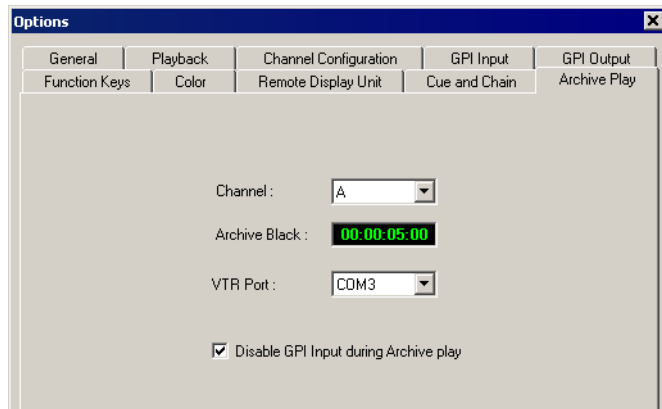 Options
General Playback Channel Configuration GPI Input GPI Output
Function Keys Color Remote Display Unit Cue and Chain Archive Play
Channel : A
Archive Black : 00:00:05:00
VTR Port : COM3
Disable GPI Input during Archive play